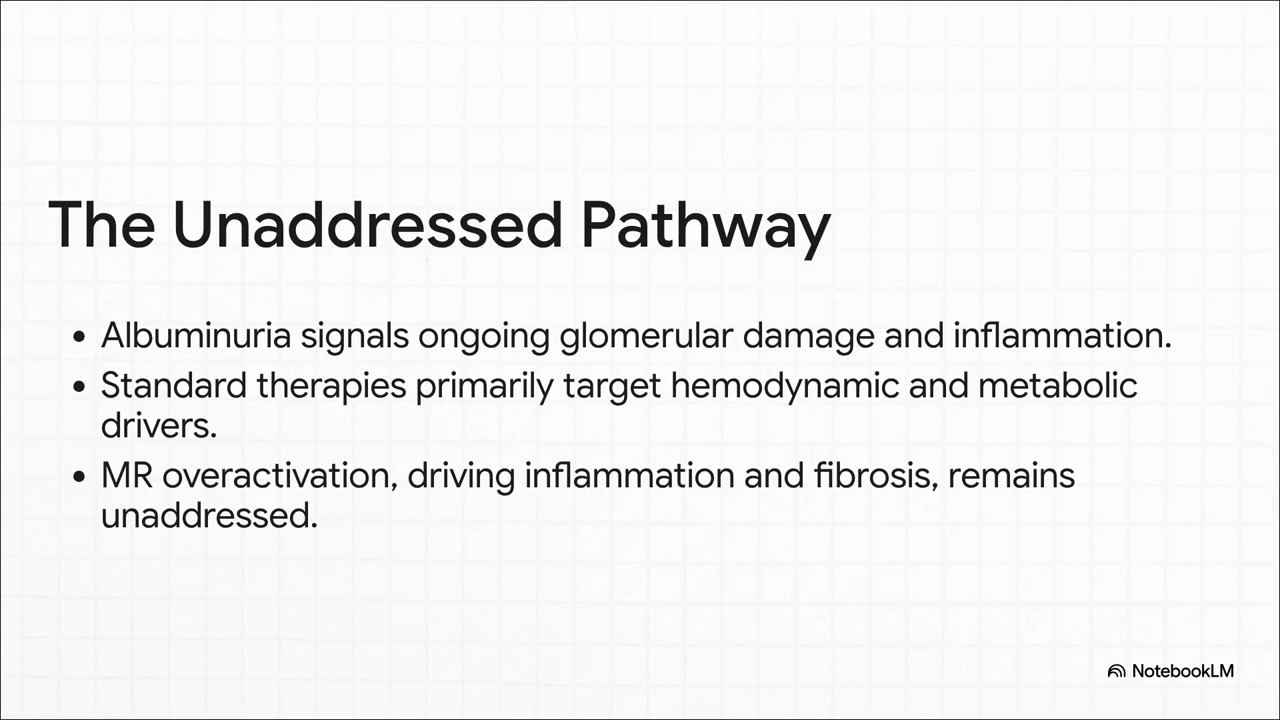 The Unaddressed Pathway
• Albuminuria signals ongoing glomerular damage and inflammation.
• Standard therapies primarily target hemodynamic and metabolic
drivers.
• MR overactivation, driving inflammation and fibrosis, remains
unaddressed.
NotebookLM